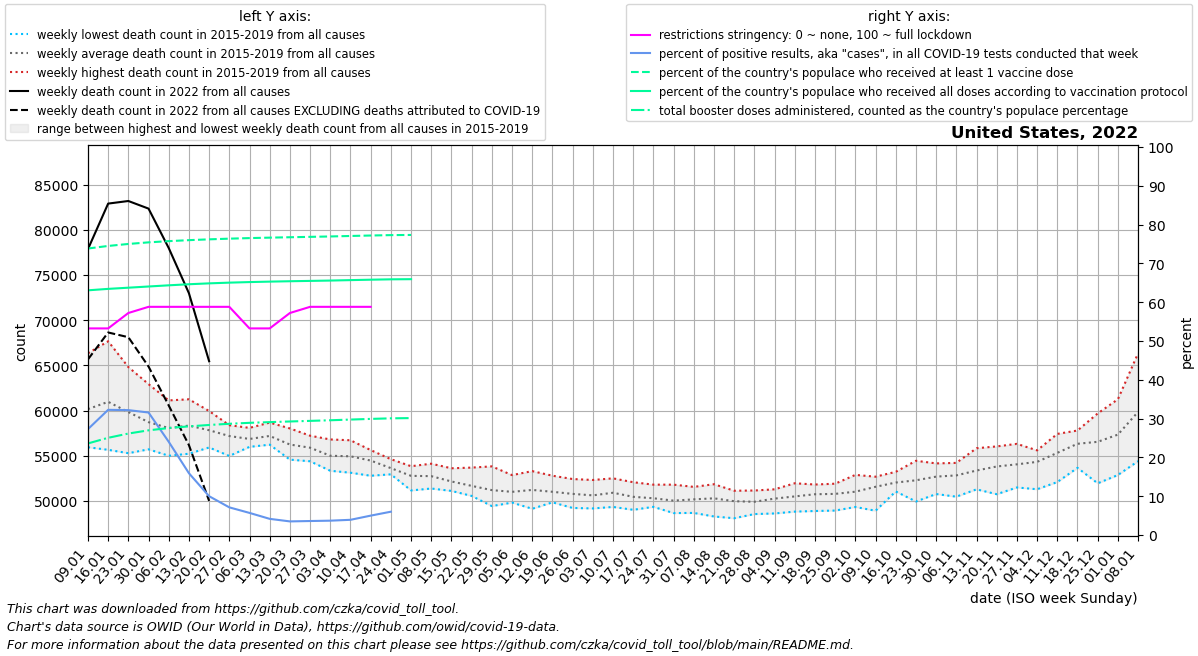 left Y axis:
weekly lowest death count in 2015-2019 from all causes
weekly average death count in 2015-2019 from all causes
weekly highest death count in 2015-2019 from all causes
weekly death count in 2022 from all causes
weekly death count in 2022 from all causes EXCLUDING deaths attributed to COVID-19
range between highest and lowest weekly death count from all causes in 2015-2019
right Y axis:
restrictions stringency: 0 ~ none, 100 ~ full lockdown
percent of positive results, aka "cases", in all COVID-19 tests conducted that week
percent of the country's populace who received at least 1 vaccine dose
percent of the country's populace who received all doses according to vaccination protocol
total booster doses administered, counted as the country's populace percentage
United States, 2022
count
85000
80000
75000
70000
65000
60000
55000
50000
100
90
80
70
60
50
40
30
20
10
0
percent
09.01 16.01 23.01 30.01 06.02 13.02 20.02 27.02 06.03 13.03 20.03 27.03 03.04 10.04 17.04 24.04 01.05 08.05 15.05 22.05 29.05 05.06 12.06 19.06 26.06 03.07 10.07 17.07 24.07 31.07 07.08 14.08 21.08 28.08 04.09 11.09 18.09 25.09 02.10 09.10 16.10 23.10 30.10 06.11 13.11 20.11 27.11 04.12 11.12 18.12 25.12 01.01 08.01
date (ISO week Sunday)
This chart was downloaded from https://github.com/czka/covid_toll_tool.
Chart's data source is OWID (Our World in Data), https://github.com/owid/covid-19-data.
For more information about the data presented on this chart please see https://github.com/czka/covid_toll_tool/blob/main/README.md.